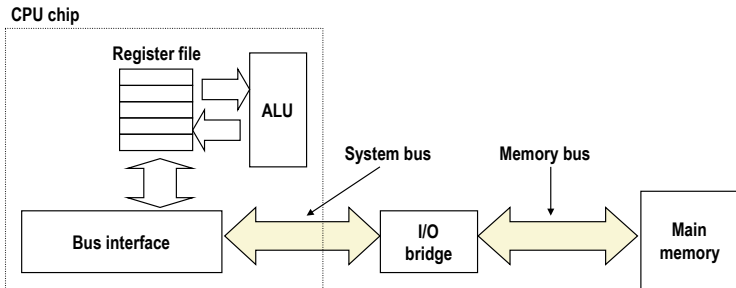 CPU chip
Register file
ALU
System bus
Memory bus
Bus interface
I/O
bridge
Main
memory